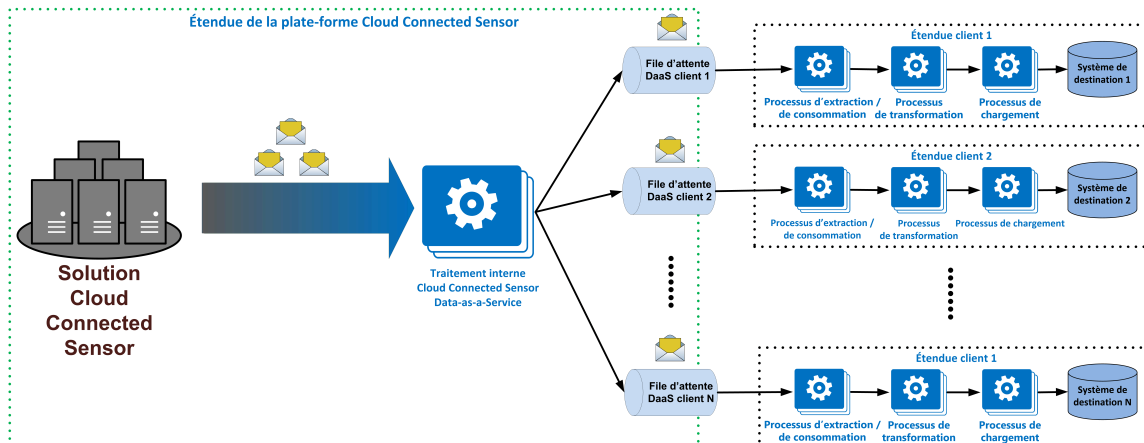 Étendue de la plate-forme Cloud Connected Sensor
Solution
Cloud
Connected
Sensor
Traitement interne
Cloud Connected Sensor
Data-as-a-Service
File d'attente
DaaS client 1
Étendue client 1
Processus d'extraction /
de consommation
Processus
de transformation
Processus de
chargement
Système de
destination 1
File d'attente
DaaS client 2
Étendue client 2
Processus d'extraction /
de consommation
Processus
de transformation
Processus de chargement
Système de
destination 2
File d'attente
DaaS client N
Étendue client 1
Processus d'extraction /
de consommation
Processus de
transformation
Processus de
chargement
Système de
destination N